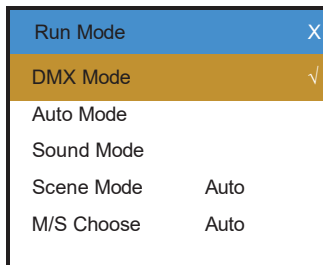 Run Mode X
DMX Mode √
Auto Mode
Sound Mode
Scene Mode Auto
M/S Choose Auto